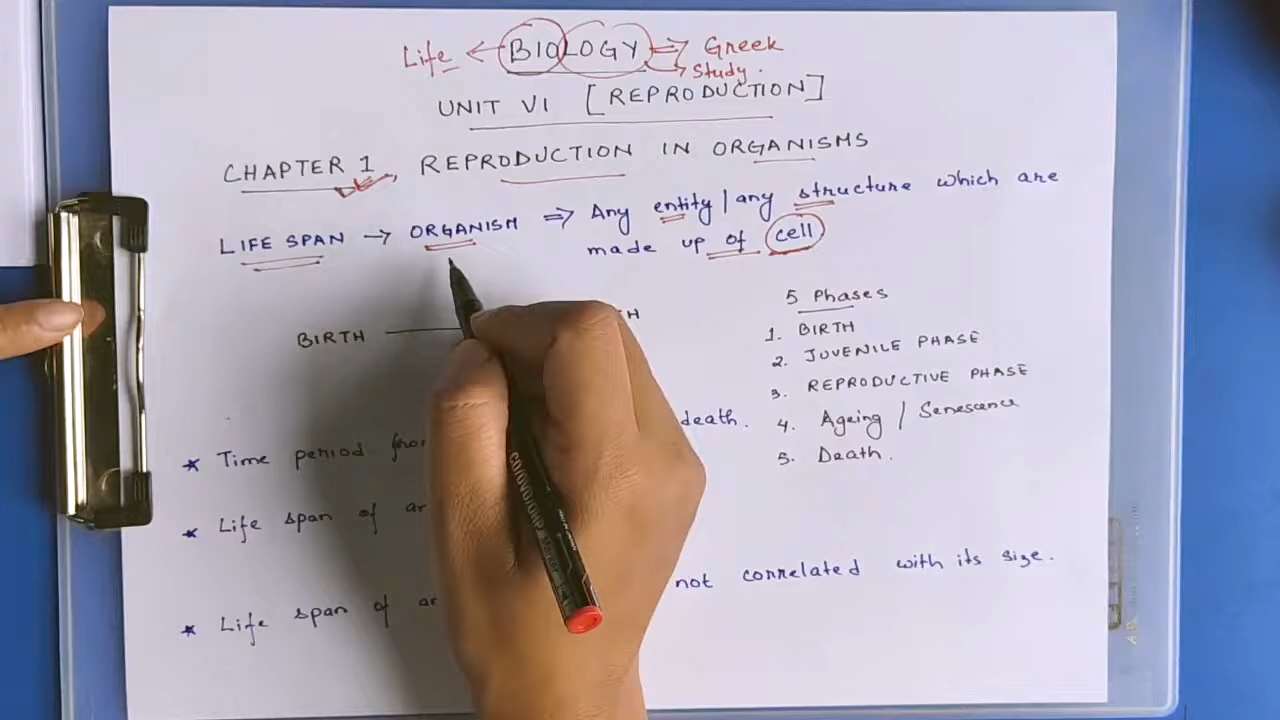 Life ← BIOLOGY ⇒ Greek
→ Study.
UNIT VI [REPRODUCTION]
CHAPTER 1, REPRODUCTION IN ORGANISMS
LIFE SPAN → ORGANISM ⇒ Any entity / any structure which are
made up of cell
5 Phases
BIRTH
1. BIRTH
2. JUVENILE PHASE
3. REPRODUCTIVE PHASE
4. Ageing / Senescence
5. Death.
* Time period death.
* Life span of
* Life span of not correlated with its size.